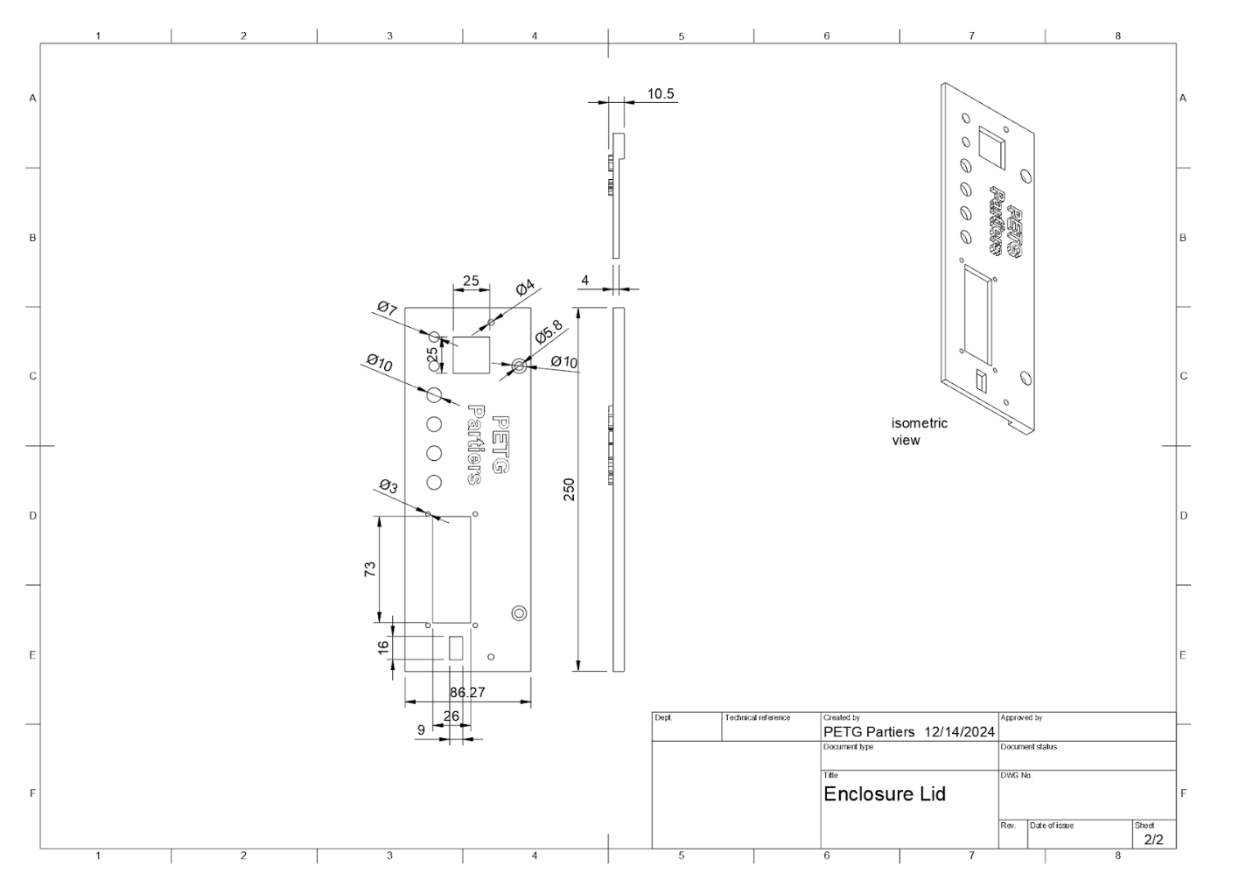 1 2 3 4 5 6 7 8
A A
10.5
B B
25
Ø4
4
Ø7
Ø5.8
25
Ø10
Ø10
C C
isometric
view
PETG
Partiers
250
Ø3
D D
73
16
E E
86.27
26
9
Dept. Technical reference Created by Approved by
PETG Partiers 12/14/2024
Document type Document status
Title DWG No.
Enclosure Lid
F F
Rev. Date of issue Sheet
2/2
1 2 3 4 5 6 7 8